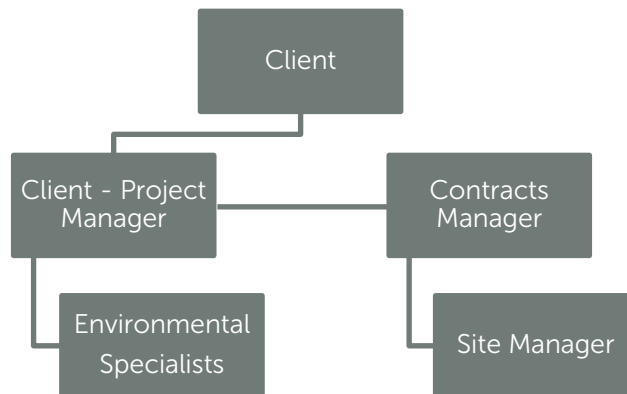 Client
Client - Project
Manager
Contracts
Manager
Environmental
Specialists
Site Manager